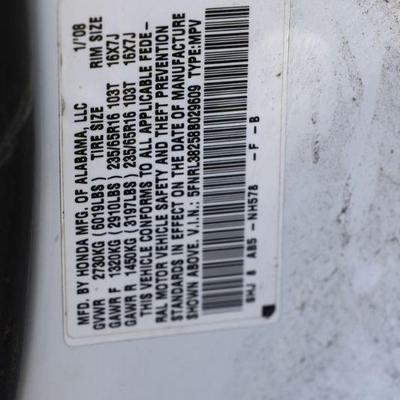 MFD. BY HONDA MFG. OF ALABAMA, LLC 1/'08
GVWR 2730KG (6019LBS) TIRE SIZE RIM SIZE
GAWR F 1320KG (2910LBS) 235/65R16 103T 16X7J
GAWR R 1450KG (3197LBS) 235/65R16 103T 16X7J
THIS VEHICLE CONFORMS TO ALL APPLICABLE FEDE-
RAL MOTOR VEHICLE SAFETY AND THEFT PREVENTION
STANDARDS IN EFFECT ON THE DATE OF MANUFACTURE
SHOWN ABOVE. V.I.N.: 5FNRL38258B029609 TYPE:MPV
SHJ 8 AB5 -NH578 -F -B